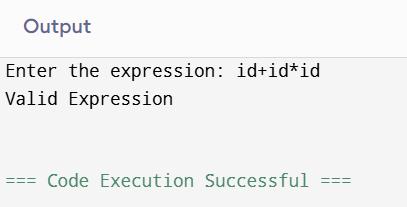 Output
Enter the expression: id+id*id
Valid Expression
=== Code Execution Successful ===